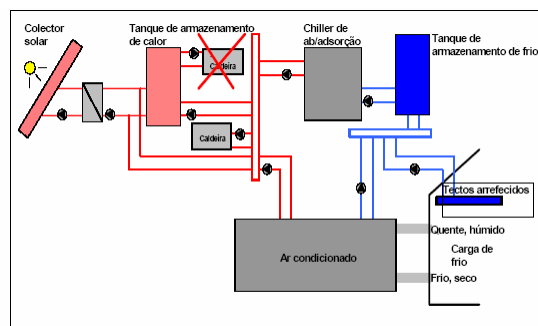 Colector
solar
Tanque de armazenamento
de calor
Caldeira
Caldeira
Chiller de
ab/adsorção
Tanque de
armazenamento de frio
Tectos arrefecidos
Quente, húmido
Carga de
frio
Frio, seco
Ar condicionado